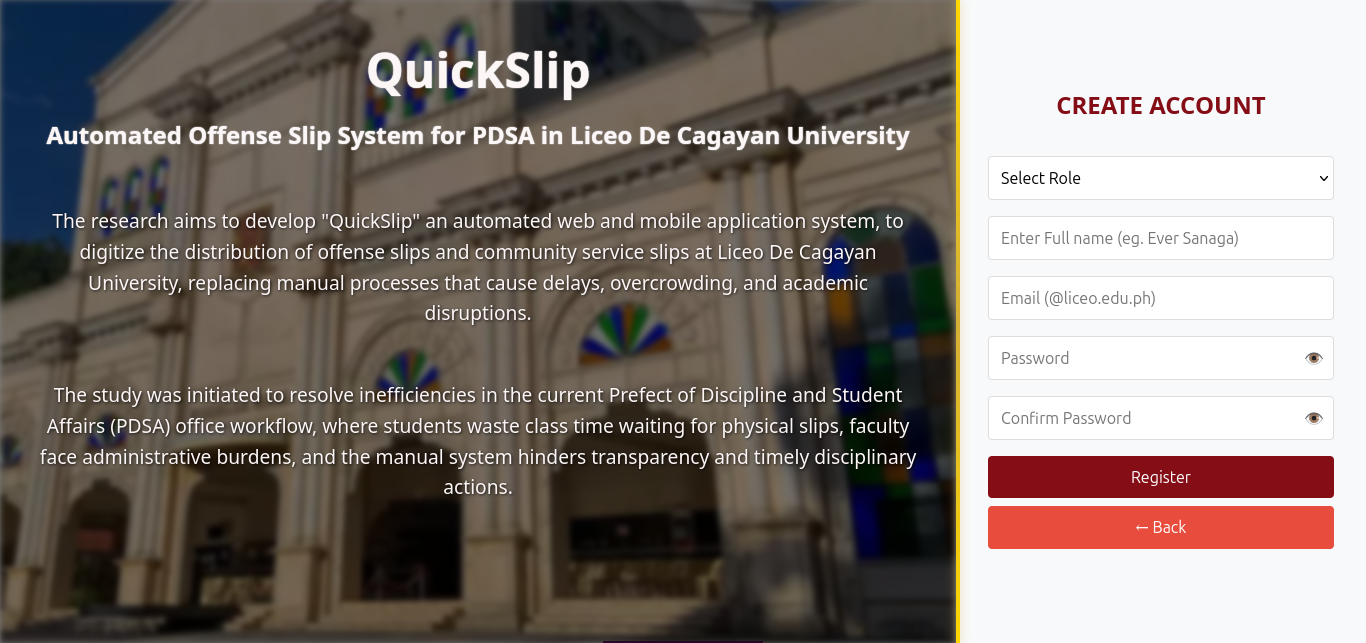 QuickSlip
Automated Offense Slip System for PDSA in Liceo De Cagayan University
The research aims to develop "QuickSlip" an automated web and mobile application system, to
digitize the distribution of offense slips and community service slips at Liceo De Cagayan
University, replacing manual processes that cause delays, overcrowding, and academic
disruptions.
The study was initiated to resolve inefficiencies in the current Prefect of Discipline and Student
Affairs (PDSA) office workflow, where students waste class time waiting for physical slips, faculty
face administrative burdens, and the manual system hinders transparency and timely disciplinary
actions.
CREATE ACCOUNT
Select Role
Enter Full name (eg. Ever Sanaga)
Email (@liceo.edu.ph)
Password
Confirm Password
Register
← Back